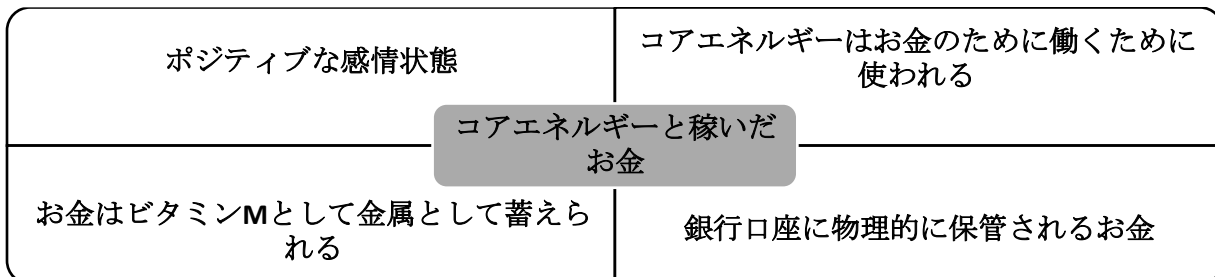 ポジティブな感情状態
コアエネルギーはお金のために働くために
使われる
コアエネルギーと稼いだ
お金
お金はビタミンMとして金属として蓄えら
れる
銀行口座に物理的に保管されるお金